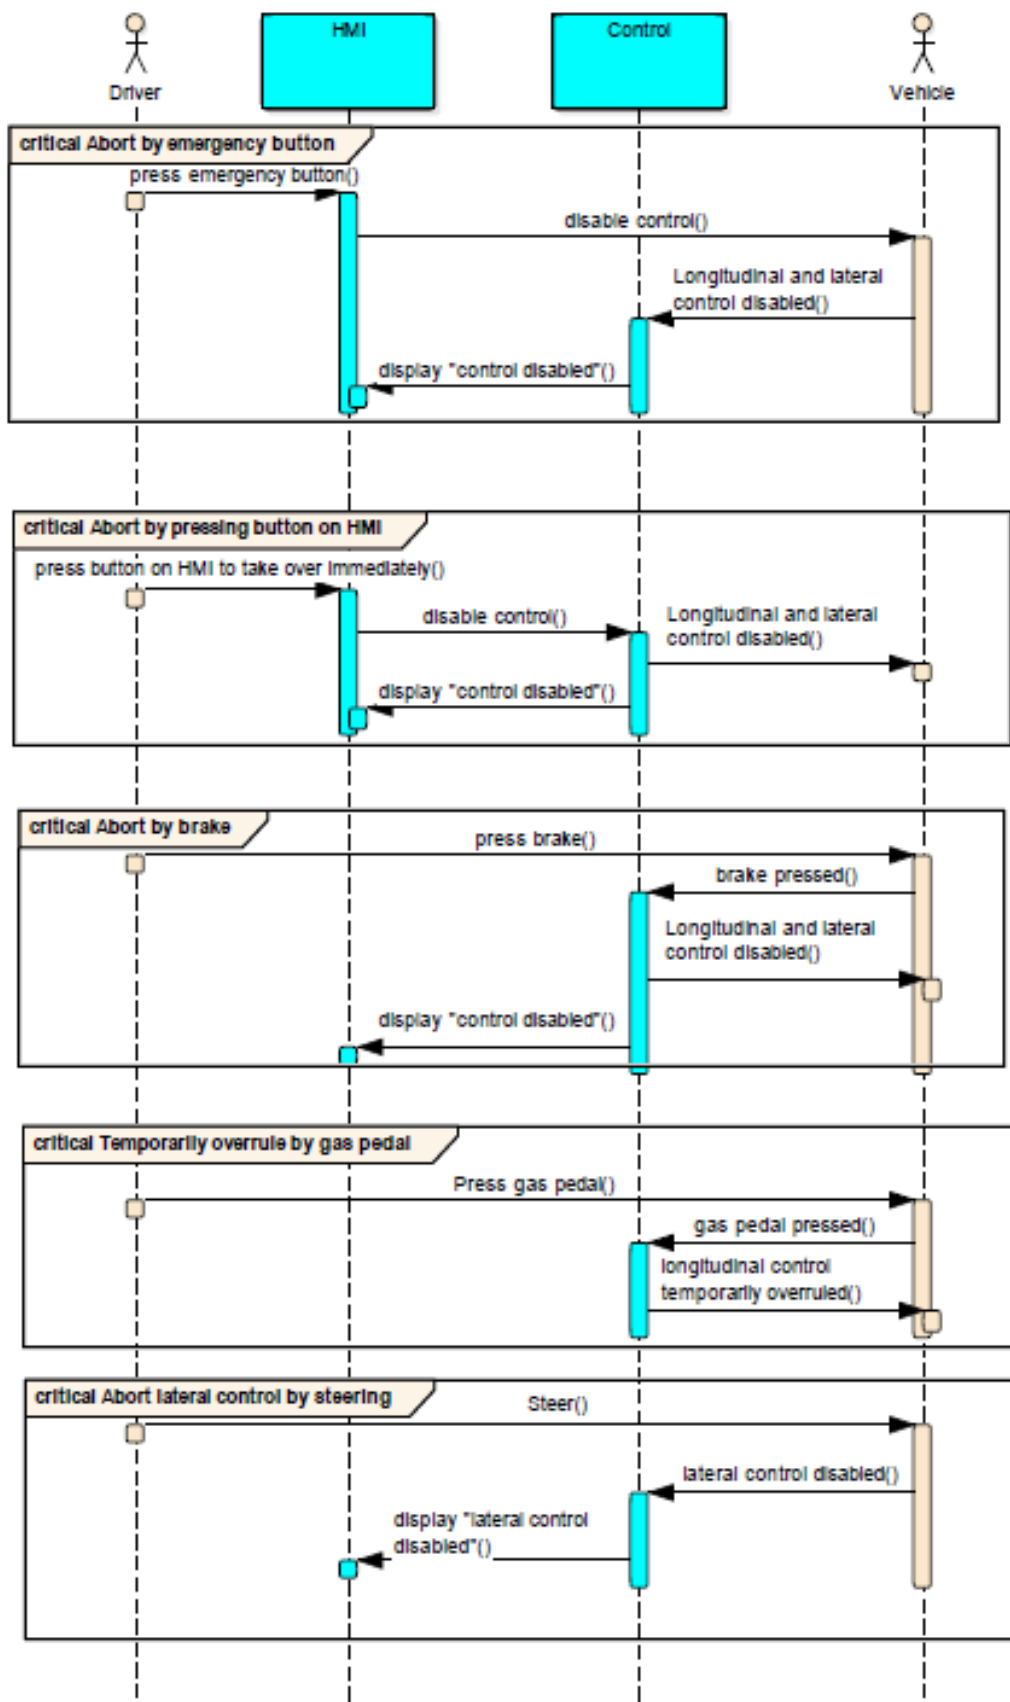 HMI
Control
Driver
Vehicle
critical Abort by emergency button
press emergency button()
disable control()
Longitudinal and lateral
control disabled()
display "control disabled"()
critical Abort by pressing button on HMI
press button on HMI to take over immediately()
disable control()
Longitudinal and lateral
control disabled()
display "control disabled"()
critical Abort by brake
press brake()
brake pressed()
Longitudinal and lateral
control disabled()
display "control disabled"()
critical Temporarily overrule by gas pedal
Press gas pedal()
gas pedal pressed()
longitudinal control
temporarily overruled()
critical Abort lateral control by steering
Steer()
lateral control disabled()
display "lateral control
disabled"()